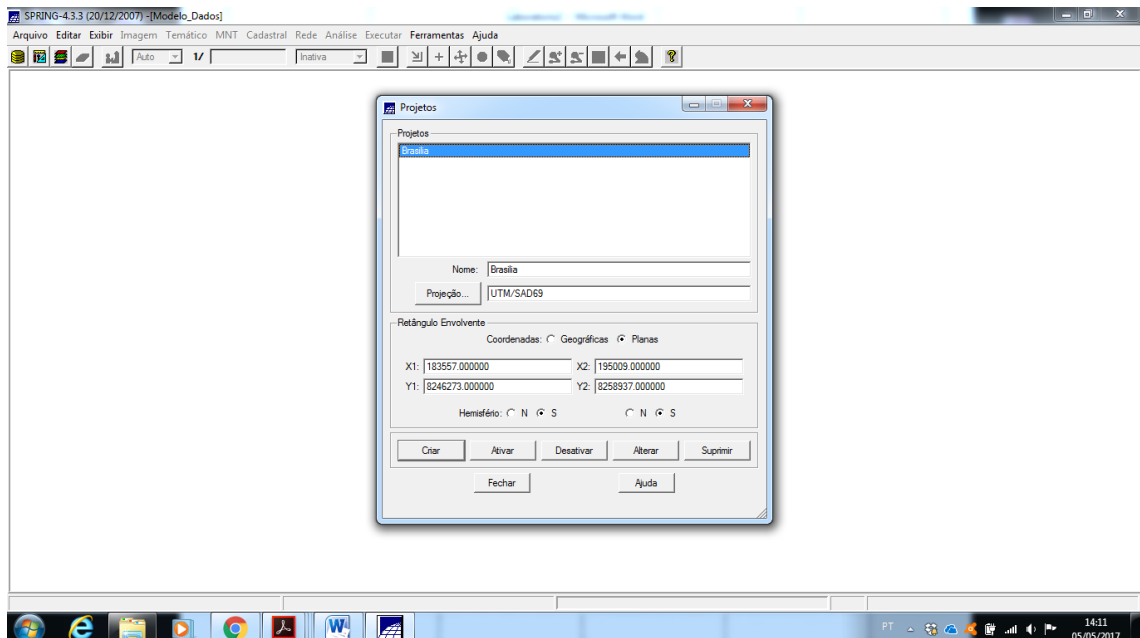 SPRING-4.3.3 (20/12/2007) -[Modelo_Dados]
Arquivo Editar Exibir Imagem Temático MNT Cadastral Rede Análise Executar Ferramentas Ajuda
Auto 1/ Inativa
Projetos
Projetos
Brasilia
Nome: Brasilia
Projeção... UTM/SAD69
Retângulo Envolvente
Coordenadas: Geográficas Planas
X1: 183557.000000 X2: 195009.000000
Y1: 8246273.000000 Y2: 8258937.000000
Hemisfério: N S N S
Criar Ativar Desativar Alterar Suprimir
Fechar Ajuda
PT 14:11
05/05/2017